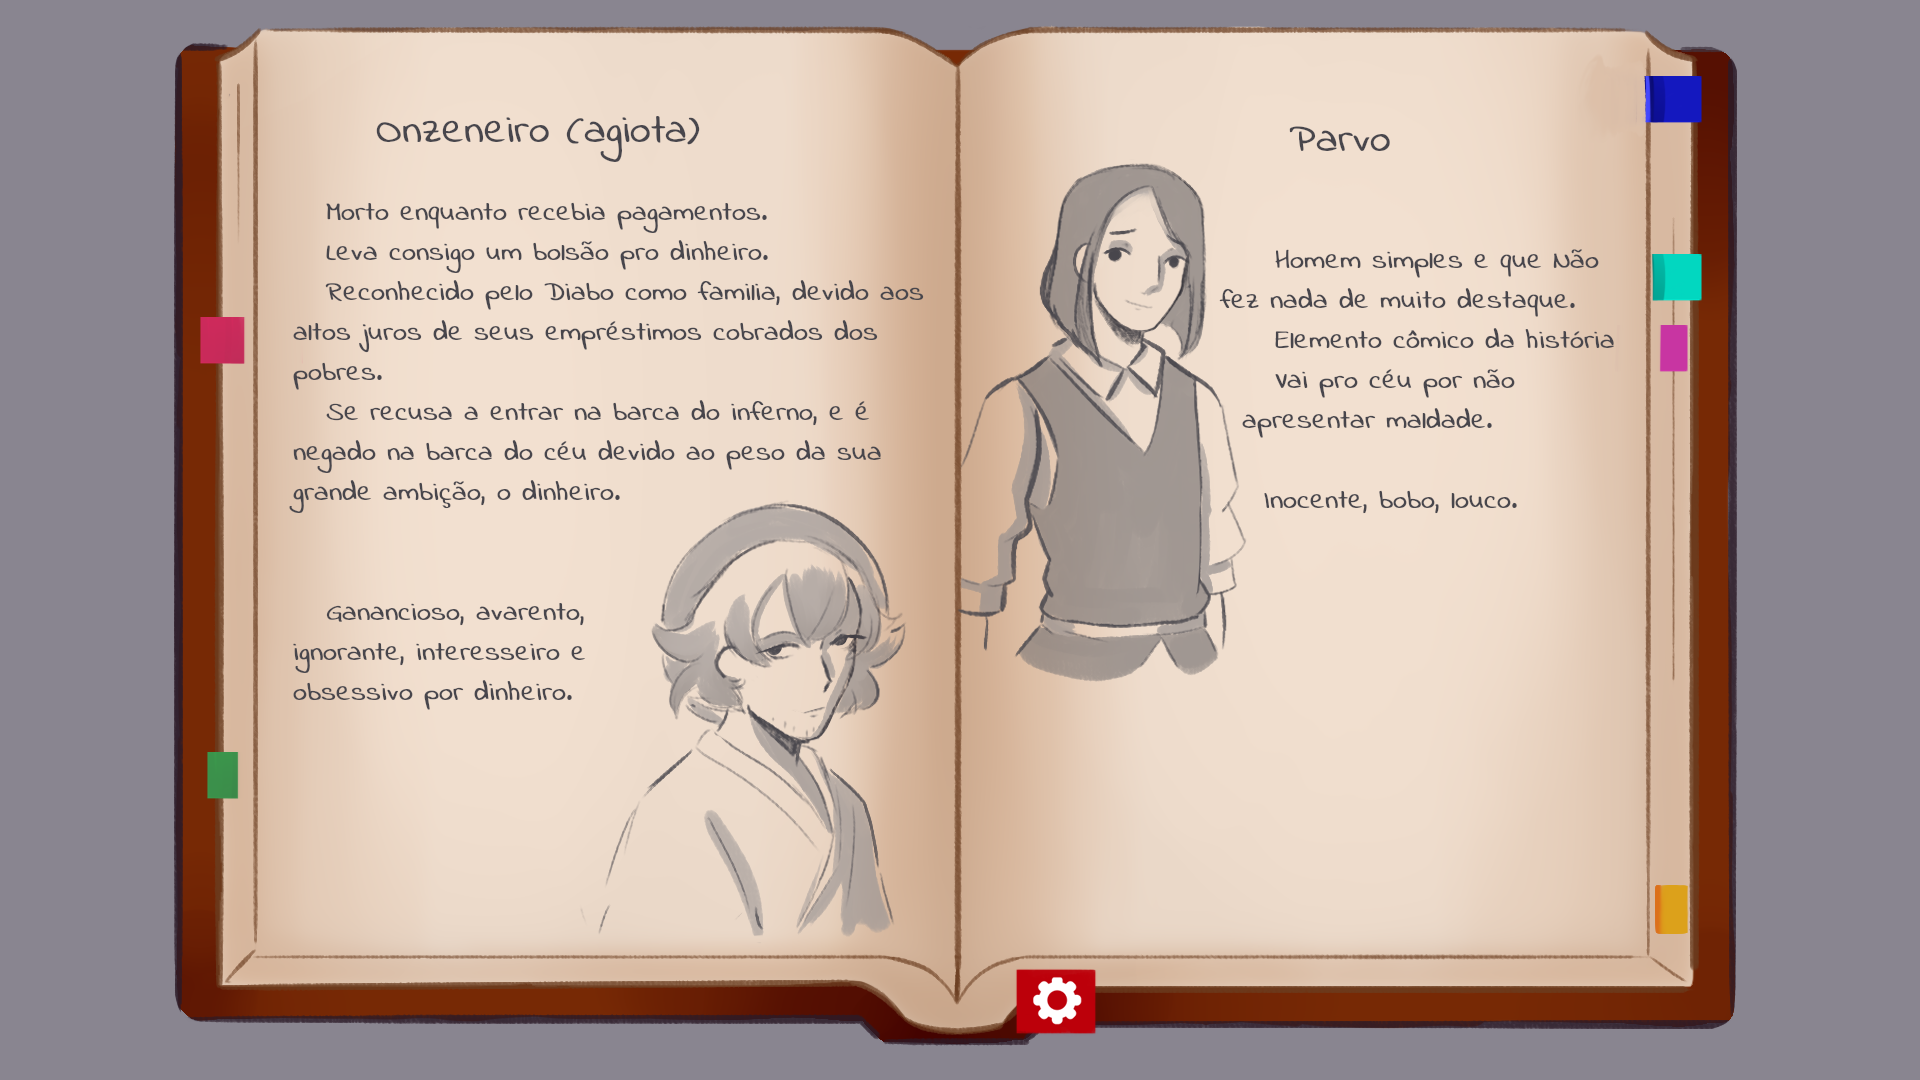 Onzeneiro (agiota)
Morto enquanto recebia pagamentos.
Leva consigo um bolsão pro dinheiro.
Reconhecido pelo Diabo como familia, devido aos
altos juros de seus empréstimos cobrados dos
pobres.
Se recusa a entrar na barca do inferno, e é
negado na barca do céu devido ao peso da sua
grande ambição, o dinheiro.
Ganancioso, avarento,
ignorante, interesseiro e
obsessivo por dinheiro.
Parvo
Homem simples e que Não
fez nada de muito destaque.
Elemento cômico da história
Vai pro céu por não
apresentar maldade.
Inocente, bobo, louco.